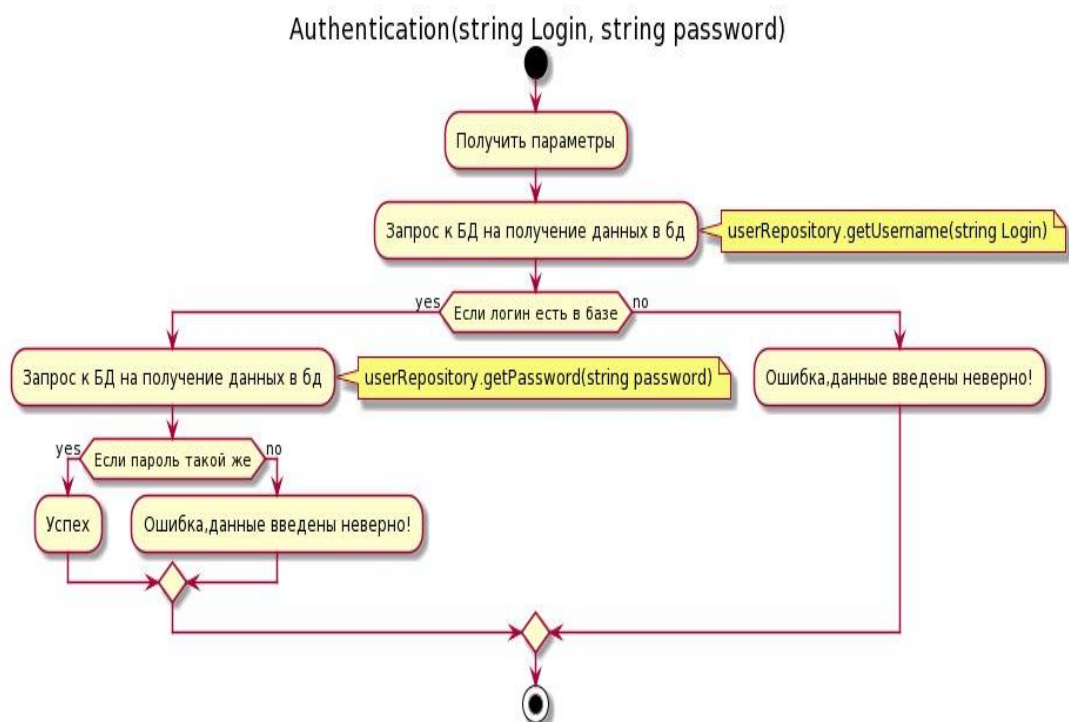 Authentication(string Login, string password)
Получить параметры
Запрос к БД на получение данных в бд
userRepository.getUsername(string Login)
yes
Если логин есть в базе
no
Запрос к БД на получение данных в бд
userRepository.getPassword(string password)
Ошибка,данные введены неверно!
yes
Если пароль такой же
no
Успех
Ошибка,данные введены неверно!